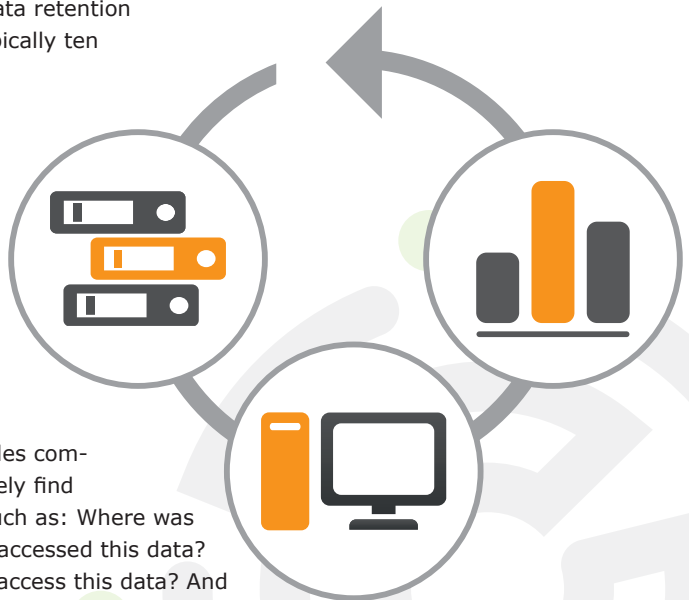 ata retention
pically ten
les com-
ely find
uch as: Where was
accessed this data?
access this data? And